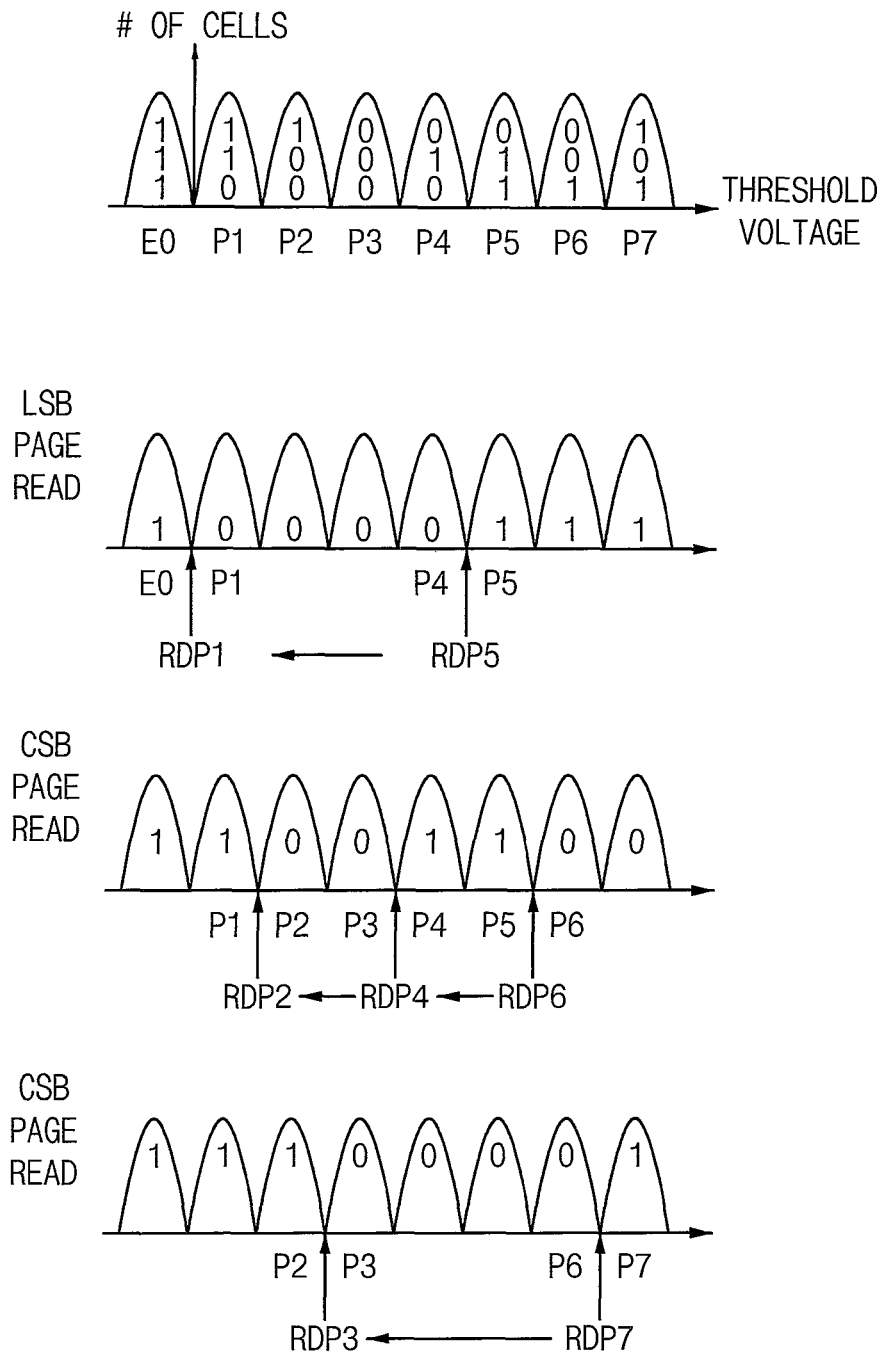 # OF CELLS
1 1 1 0 0 0 0 1
1 1 0 0 1 1 0 0
1 0 0 0 0 1 1 1
THRESHOLD
VOLTAGE
E0 P1 P2 P3 P4 P5 P6 P7
LSB
PAGE
READ
1 0 0 0 0 1 1 1
E0 P1 P4 P5
RDP1 RDP5
CSB
PAGE
READ
1 1 0 0 1 1 0 0
P1 P2 P3 P4 P5 P6
RDP2 RDP4 RDP6
CSB
PAGE
READ
1 1 1 0 0 0 0 1
P2 P3 P6 P7
RDP3 RDP7